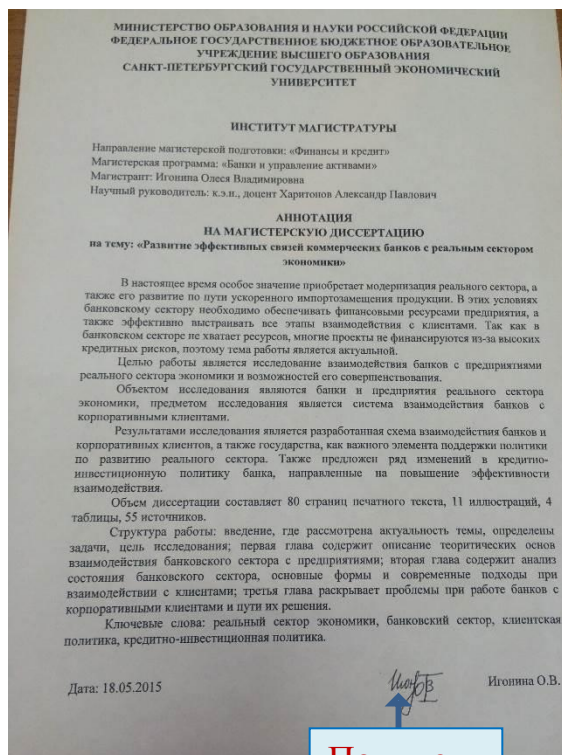 МИНИСТЕРСТВО ОБРАЗОВАНИЯ И НАУКИ РОССИЙСКОЙ ФЕДЕРАЦИИ
ФЕДЕРАЛЬНОЕ ГОСУДАРСТВЕННОЕ БЮДЖЕТНОЕ ОБРАЗОВАТЕЛЬНОЕ
УЧРЕЖДЕНИЕ ВЫСШЕГО ОБРАЗОВАНИЯ
САНКТ-ПЕТЕРБУРГСКИЙ ГОСУДАРСТВЕННЫЙ ЭКОНОМИЧЕСКИЙ
УНИВЕРСИТЕТ
ИНСТИТУТ МАГИСТРАТУРЫ
Направление магистерской подготовки: «Финансы и кредит»
Магистерская программа: «Банки и управление активами»
Магистрант: Игонина Олеся Владимировна
Научный руководитель: к.э.н., доцент Харитонов Александр Павлович
АННОТАЦИЯ
НА МАГИСТЕРСКУЮ ДИССЕРТАЦИЮ
на тему: «Развитие эффективных связей коммерческих банков с реальным сектором
экономики»
В настоящее время особое значение приобретает модернизация реального сектора, а
также его развитие по пути ускоренного импортозамещения продукции. В этих условиях
банковскому сектору необходимо обеспечивать финансовыми ресурсами предприятия, а
также эффективно выстраивать все этапы взаимодействия с клиентами. Так как в
банковском секторе не хватает ресурсов, многие проекты не финансируются из-за высоких
кредитных рисков, поэтому тема работы является актуальной.
Целью работы является исследование взаимодействия банков с предприятиями
реального сектора экономики и возможностей его совершенствования.
Объектом исследования являются банки и предприятия реального сектора
экономики, предметом исследования является система взаимодействия банков с
корпоративными клиентами.
Результатами исследования является разработанная схема взаимодействия банков и
корпоративных клиентов, а также государства, как важного элемента поддержки политики
по развитию реального сектора. Также предложен ряд изменений в кредитно-
инвестиционную политику банка, направленные на повышение эффективности
взаимодействия.
Объем диссертации составляет 80 страниц печатного текста, 11 иллюстраций, 4
таблицы, 55 источников.
Структура работы: введение, где рассмотрена актуальность темы, определены
задачи, цель исследования; первая глава содержит описание теоритических основ
взаимодействия банковского сектора с предприятиями; вторая глава содержит анализ
состояния банковского сектора, основные формы и современные подходы при
взаимодействии с клиентами; третья глава раскрывает проблемы при работе банков с
корпоративными клиентами и пути их решения.
Ключевые слова: реальный сектор экономики, банковский сектор, клиентская
политика, кредитно-инвестиционная политика.
Дата: 18.05.2015 Игонина О.В.